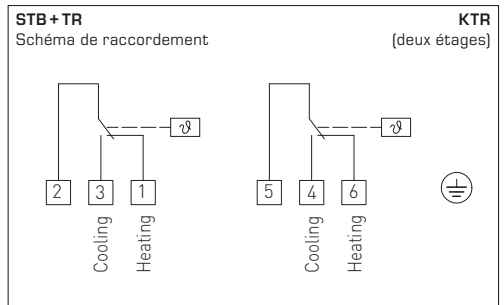 STB+TR KTR
Schéma de raccordement (deux étages)
ϑ ϑ
2 3 1 5 4 6
Cooling Heating Cooling Heating